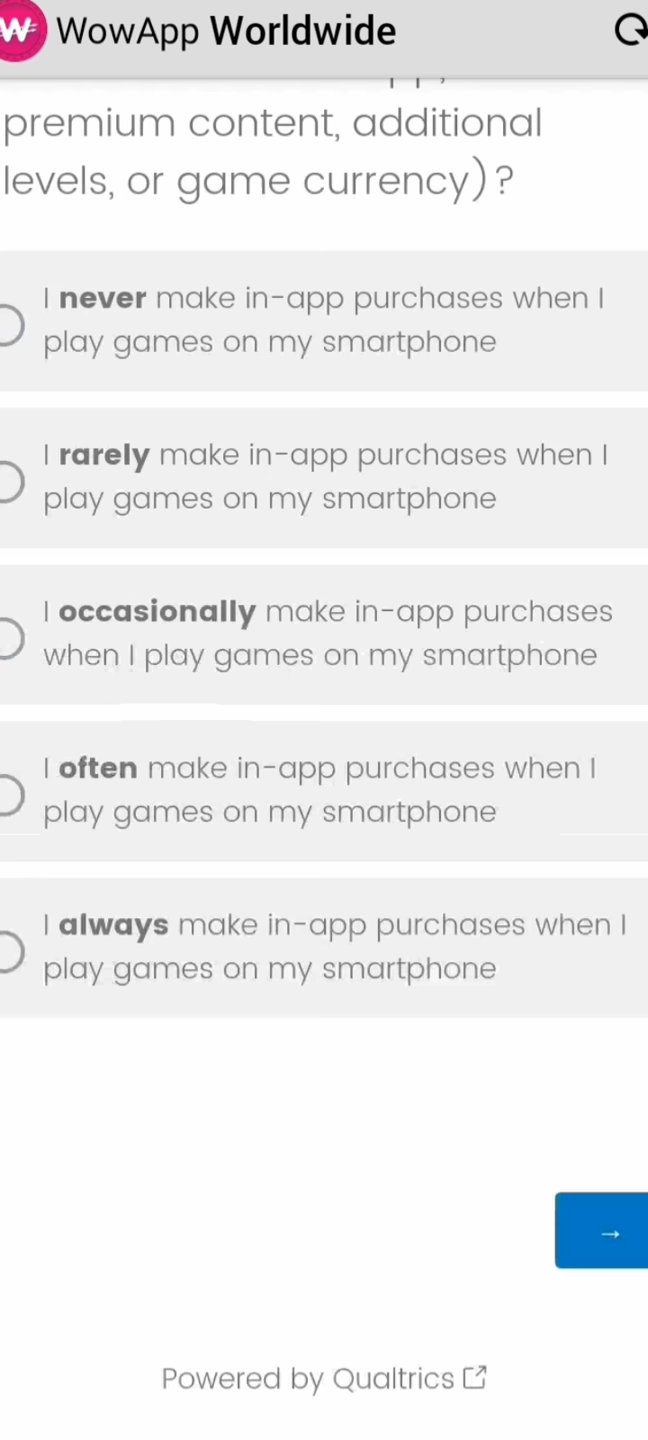 WowApp Worldwide
premium content, additional
levels, or game currency)?
I never make in-app purchases when I
play games on my smartphone
I rarely make in-app purchases when I
play games on my smartphone
I occasionally make in-app purchases
when I play games on my smartphone
I often make in-app purchases when I
play games on my smartphone
I always make in-app purchases when I
play games on my smartphone
→
Powered by Qualtrics